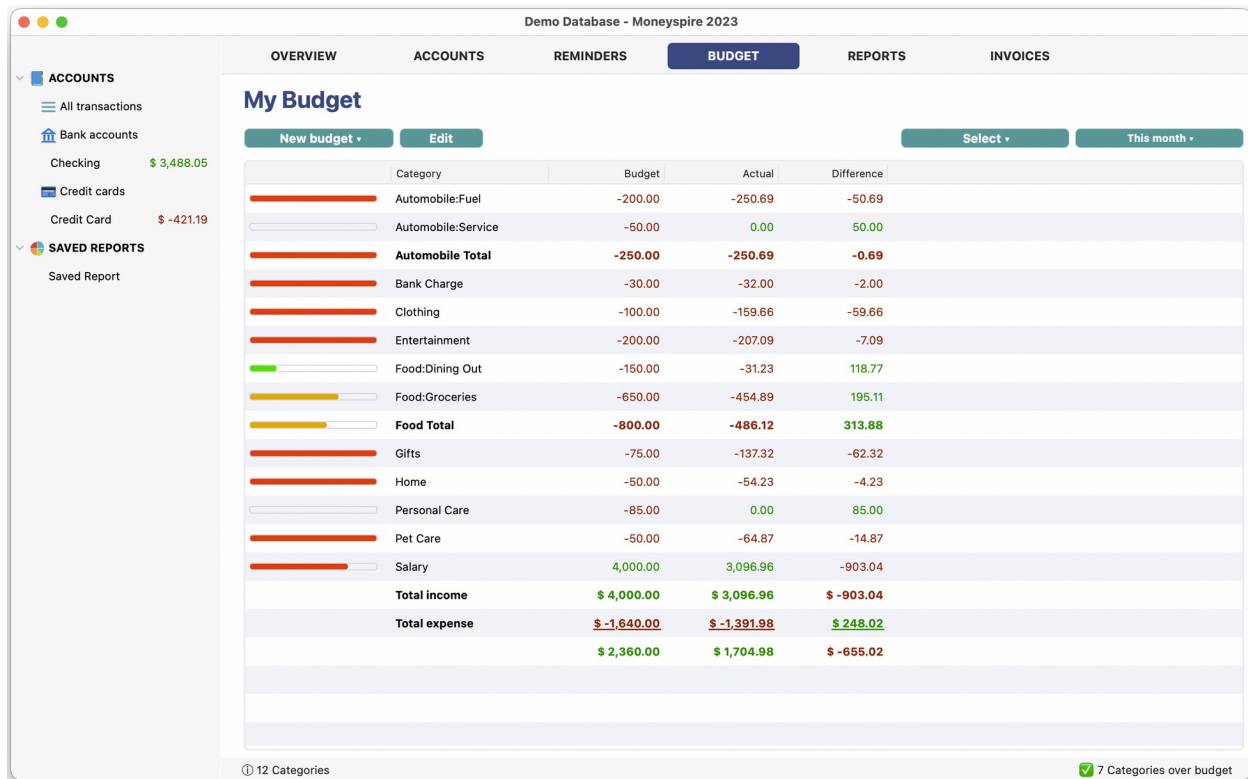 Demo Database - Moneyspire 2023
OVERVIEW ACCOUNTS REMINDERS BUDGET REPORTS INVOICES
ACCOUNTS
All transactions
Bank accounts
Checking $ 3,488.05
Credit cards
Credit Card $ -421.19
SAVED REPORTS
Saved Report
My Budget
New budget Edit Select This month
Category Budget Actual Difference
Automobile:Fuel -200.00 -250.69 -50.69
Automobile:Service -50.00 0.00 50.00
Automobile Total -250.00 -250.69 -0.69
Bank Charge -30.00 -32.00 -2.00
Clothing -100.00 -159.66 -59.66
Entertainment -200.00 -207.09 -7.09
Food:Dining Out -150.00 -31.23 118.77
Food:Groceries -650.00 -454.89 195.11
Food Total -800.00 -486.12 313.88
Gifts -75.00 -137.32 -62.32
Home -50.00 -54.23 -4.23
Personal Care -85.00 0.00 85.00
Pet Care -50.00 -64.87 -14.87
Salary 4,000.00 3,096.96 -903.04
Total income $ 4,000.00 $ 3,096.96 $ -903.04
Total expense $ -1,640.00 $ -1,391.98 $ 248.02
$ 2,360.00 $ 1,704.98 $ -655.02
12 Categories 7 Categories over budget